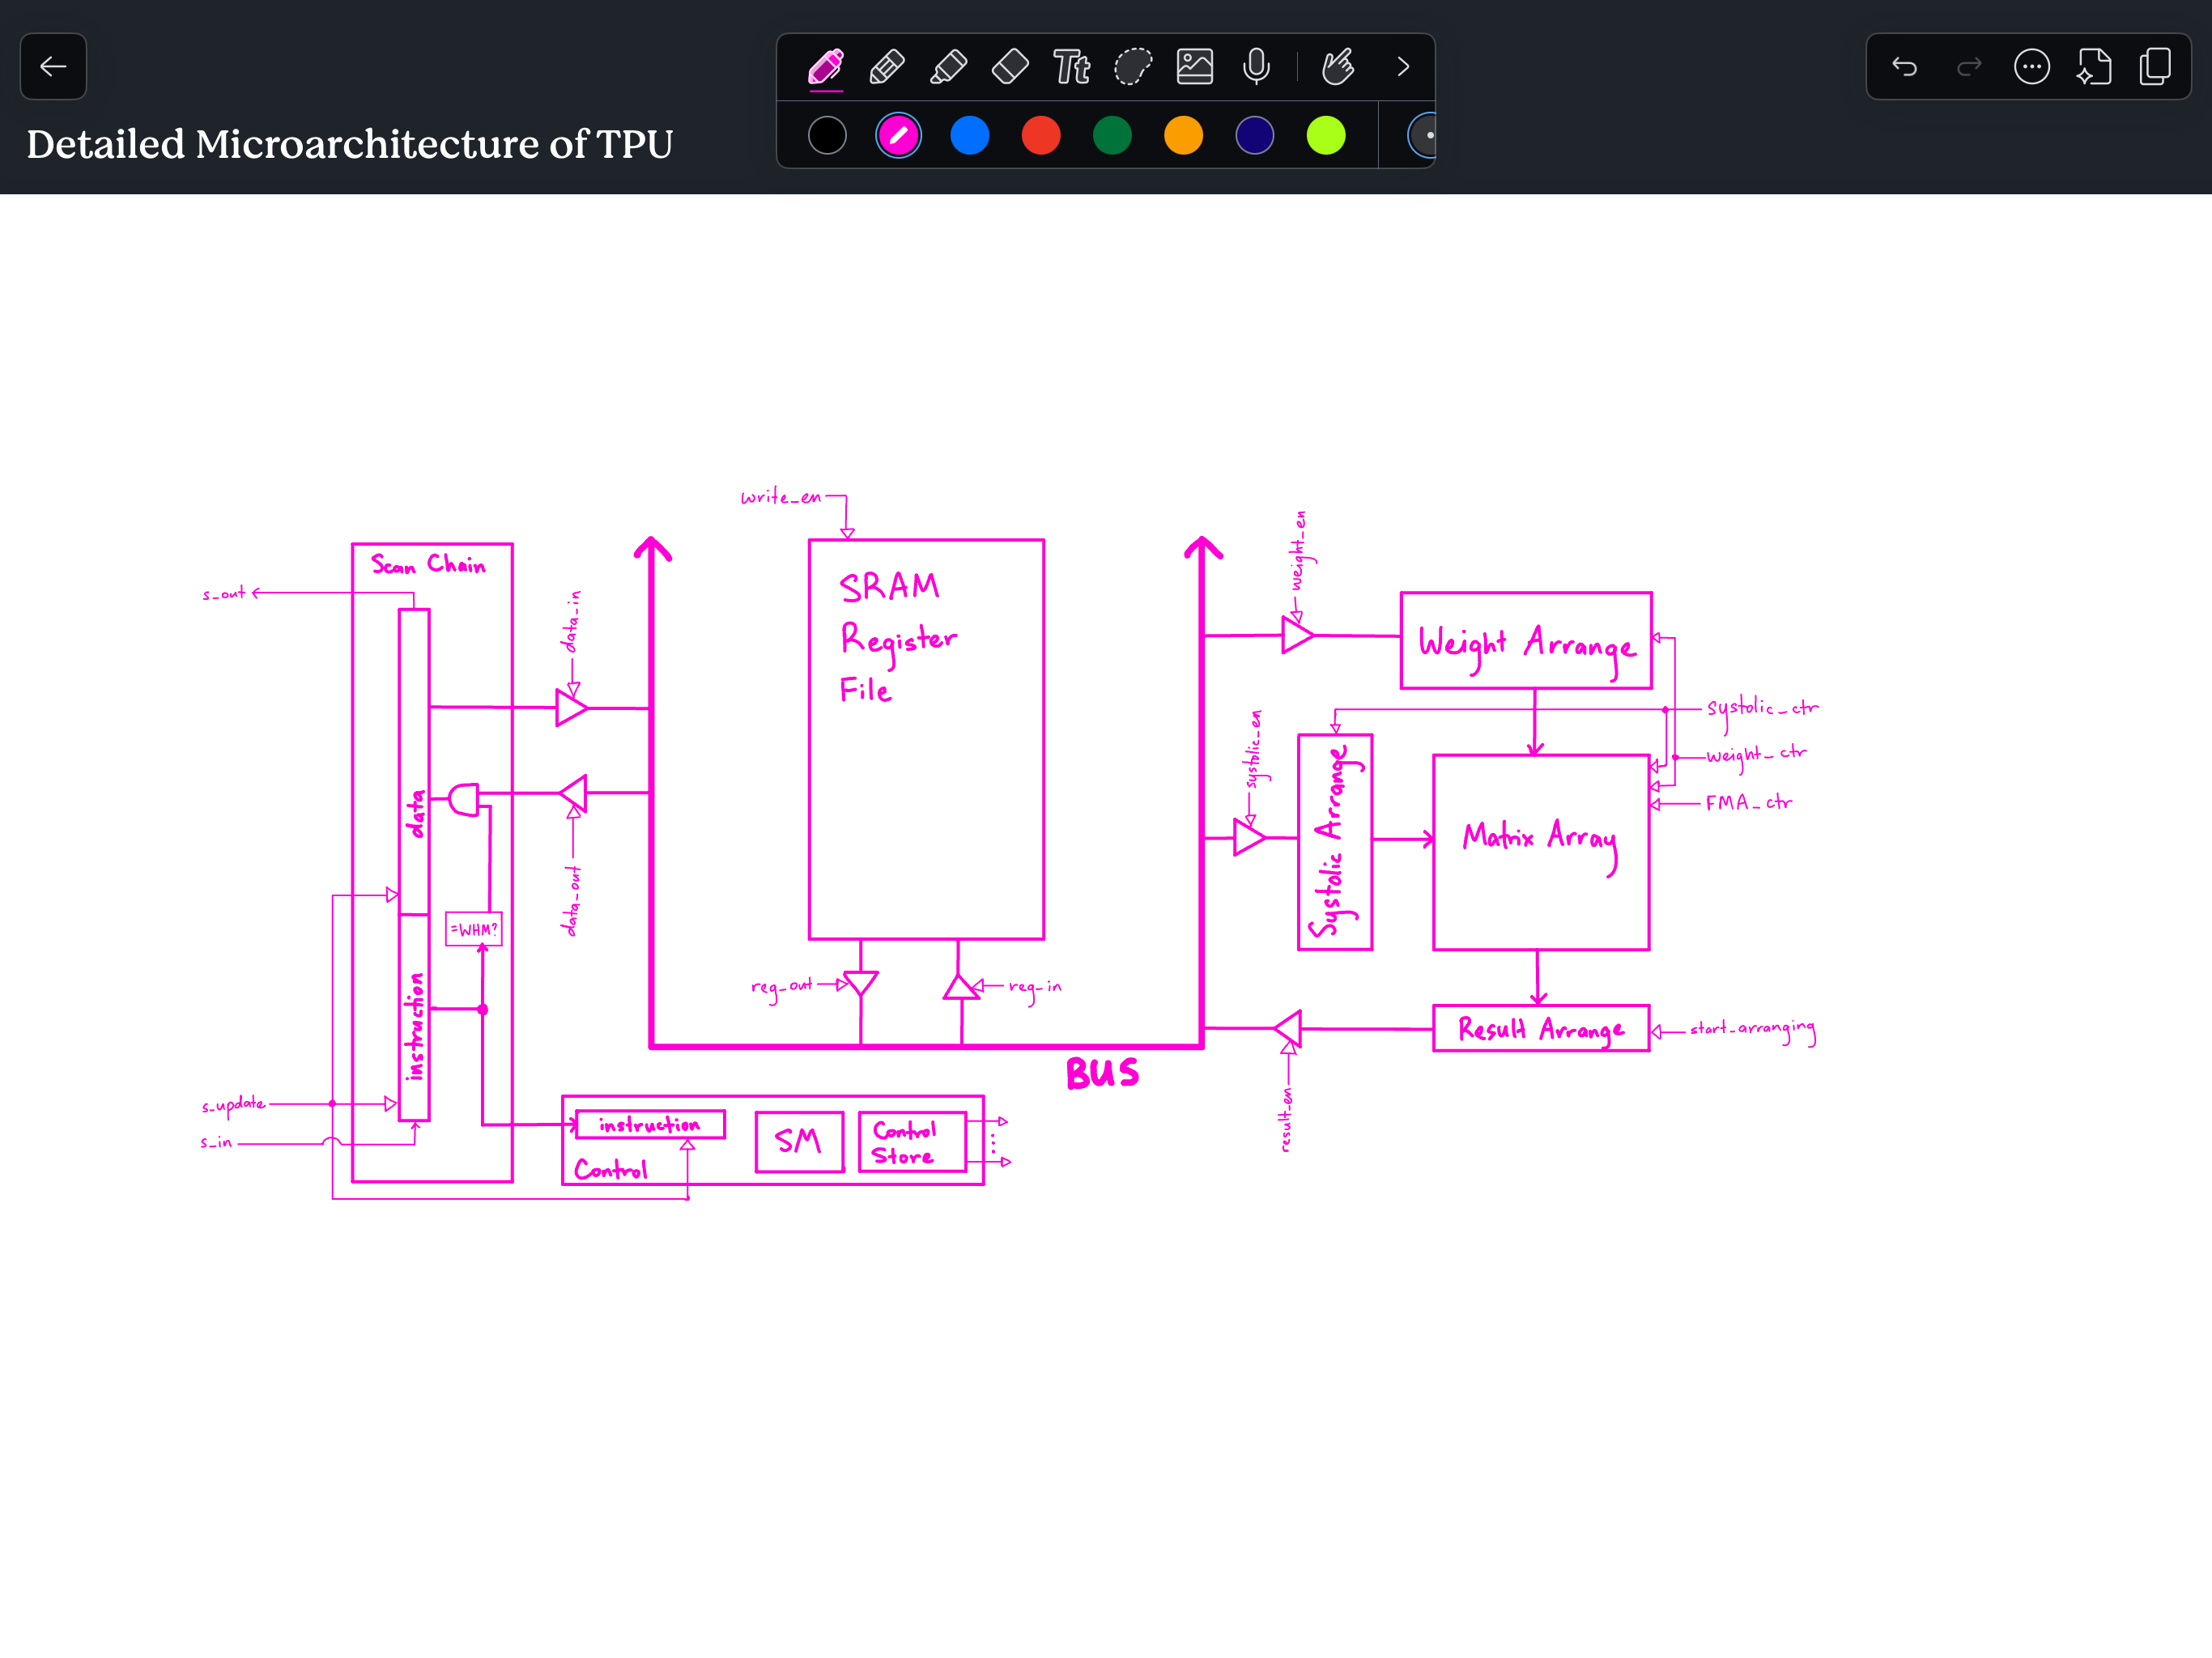 Tt
Detailed Microarchitecture of TPU
write_en
weight_en
Scan Chain
s_out
data_in
SRAM
Register
File
Weight Arrange
systolic_en
Systolic_ctr
weight_ctr
FMA_ctr
data
Systolic Arrange
Matrix Array
data_out
=WHM?
instruction
reg_out
reg_in
Result Arrange
start_arranging
BUS
result_en
s_update
s_in
instruction
SM
Control
Store
Control